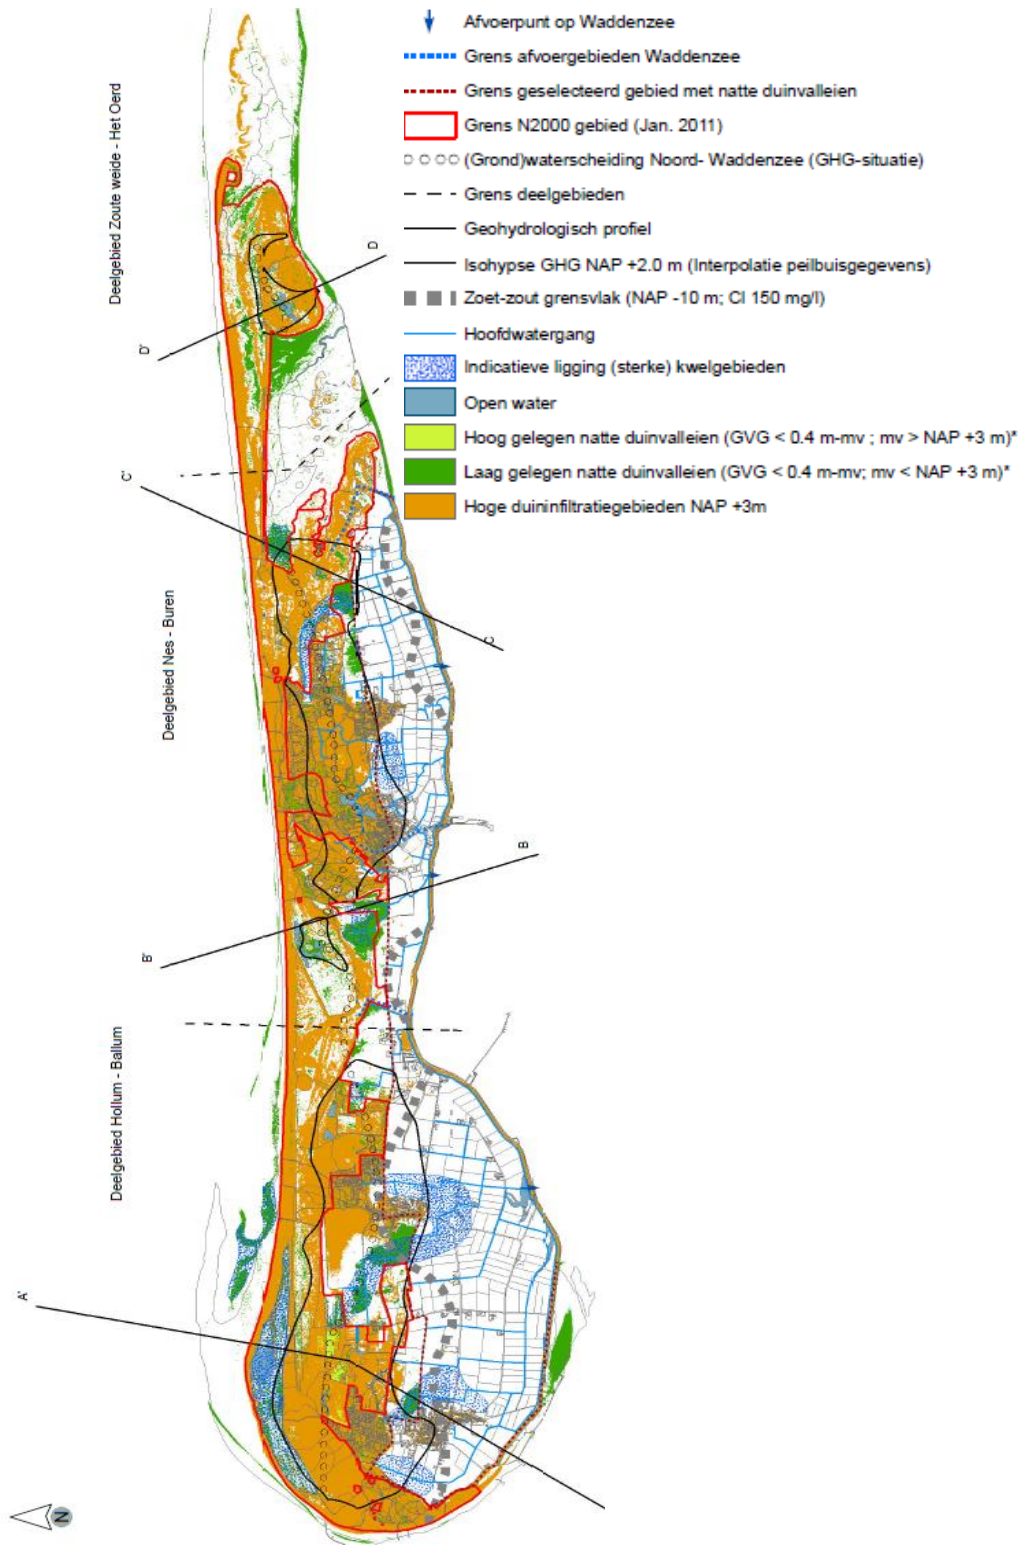 Afvoerpunt op Waddenzee
Grens afvoergebieden Waddenzee
Grens geselecteerd gebied met natte duinvalleien
Grens N2000 gebied (Jan. 2011)
(Grond)waterscheiding Noord- Waddenzee (GHG-situatie)
Grens deelgebieden
Geohydrologisch profiel
Isohypse GHG NAP +2.0 m (Interpolatie peilbuisgegevens)
Zoet-zout grensvlak (NAP -10 m; Cl 150 mg/l)
Hoofdwatergang
Indicatieve ligging (sterke) kwelgebieden
Open water
Hoog gelegen natte duinvalleien (GVG < 0.4 m-mv ; mv > NAP +3 m)*
Laag gelegen natte duinvalleien (GVG < 0.4 m-mv; mv < NAP +3 m)*
Hoge duininfiltratiegebieden NAP +3m
Deelgebied Zoute weide - Het Oerd
D
D'
C'
Deelgebied Nes - Buren
C
B
B'
Deelgebied Hollum - Ballum
A'
N